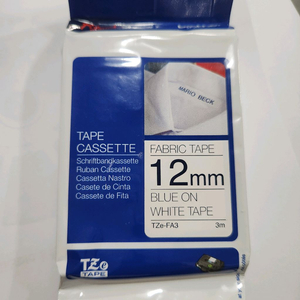 MARIO BECK
TAPE
CASSETTE
Schriftbandkassette
Ruban Cassette
Cassetta Nastro
Casete de Cinta
Cassete de Fita
FABRIC TAPE
12mm
BLUE ON
WHITE TAPE
TZe-FA3 3m
TZe
TAPE